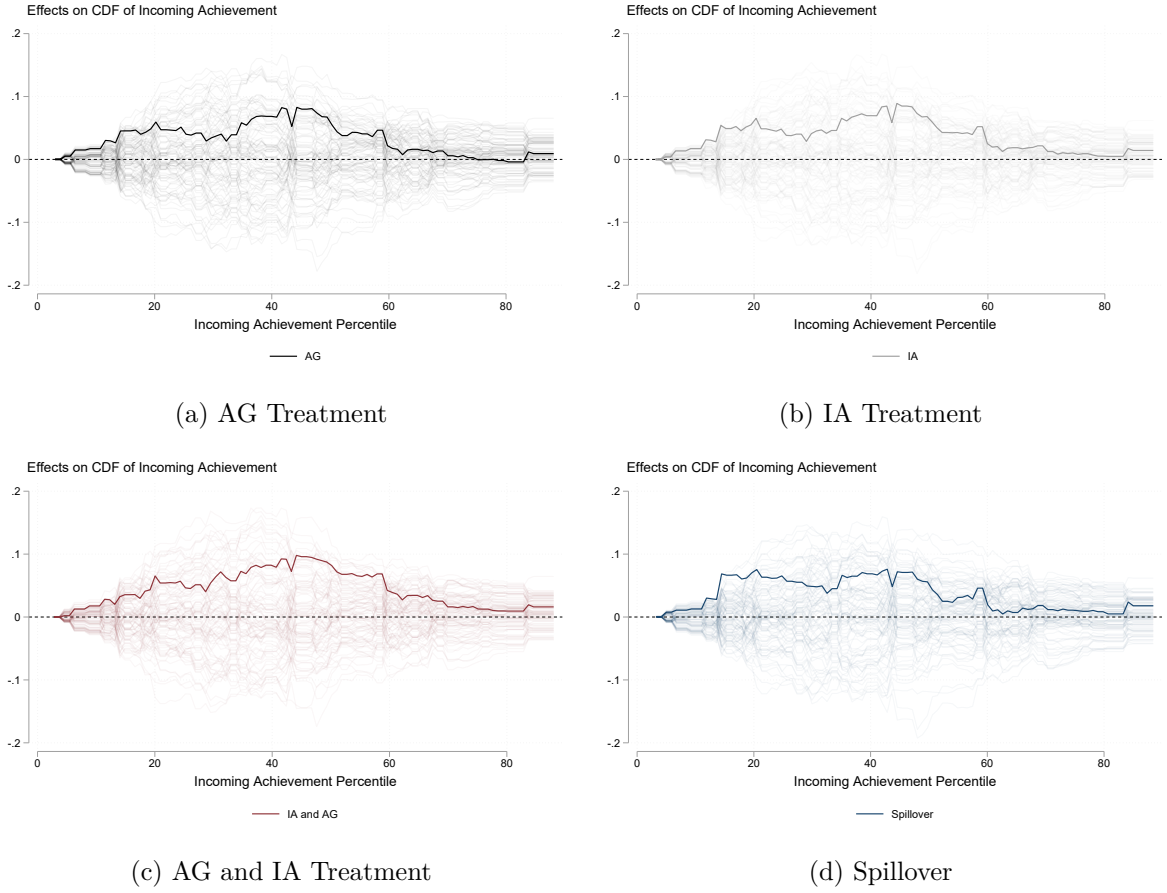 Effects on CDF of Incoming Achievement
.2
.1
0
-.1
-.2
0 20 40 60 80
Incoming Achievement Percentile
AG
(a) AG Treatment
Effects on CDF of Incoming Achievement
.2
.1
0
-.1
-.2
0 20 40 60 80
Incoming Achievement Percentile
IA
(b) IA Treatment
Effects on CDF of Incoming Achievement
.2
.1
0
-.1
-.2
0 20 40 60 80
Incoming Achievement Percentile
IA and AG
(c) AG and IA Treatment
Effects on CDF of Incoming Achievement
.2
.1
0
-.1
-.2
0 20 40 60 80
Incoming Achievement Percentile
Spillover
(d) Spillover